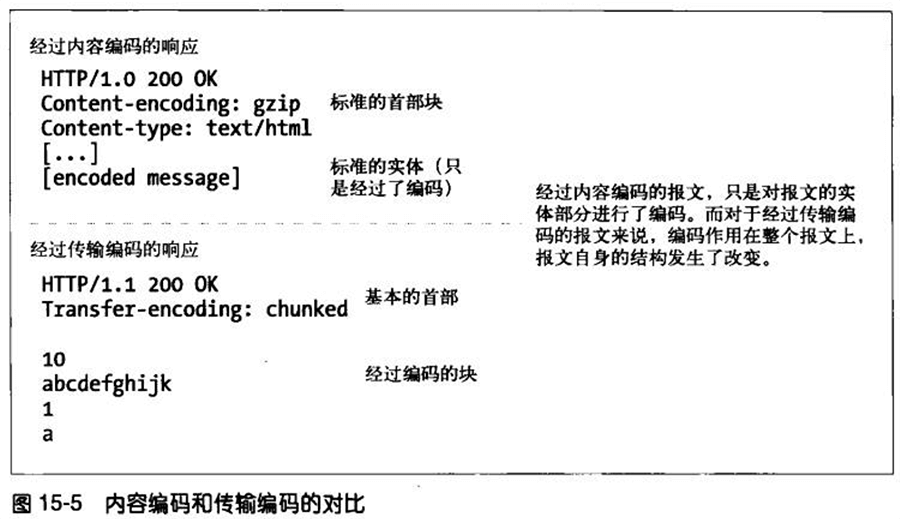 经过内容编码的响应
HTTP/1.0 200 OK
Content-encoding: gzip 标准的首部块
Content-type: text/html
[...]
[encoded message] 标准的实体（只
是经过了编码）
经过内容编码的报文，只是对报文的实
体部分进行了编码。而对于经过传输编
码的报文来说，编码作用在整个报文上，
报文自身的结构发生了改变。
经过传输编码的响应
HTTP/1.1 200 OK
Transfer-encoding: chunked 基本的首部
10
abcdefghijk 经过编码的块
1
a
图 15-5 内容编码和传输编码的对比